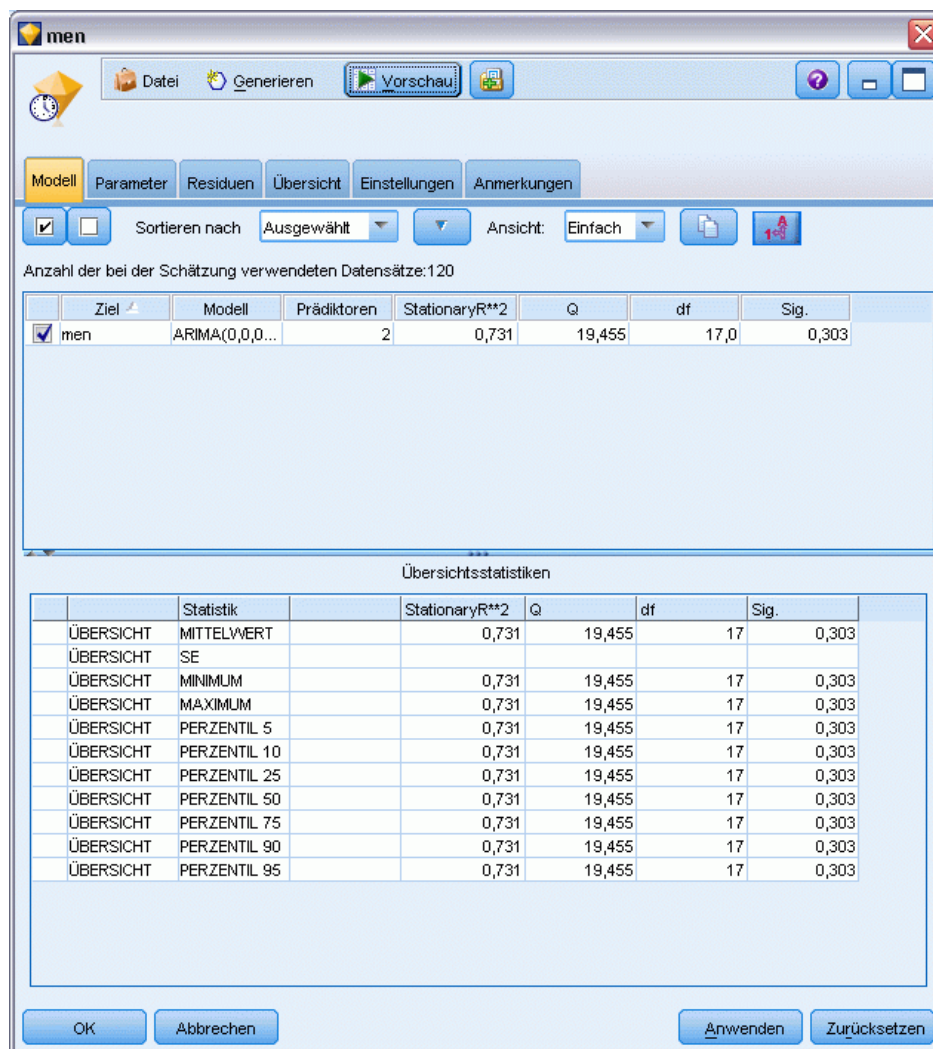 men
Datei Generieren Vorschau
Modell Parameter Residuen Übersicht Einstellungen Anmerkungen
Sortieren nach Ausgewählt Ansicht: Einfach
Anzahl der bei der Schätzung verwendeten Datensätze:120
Ziel Modell Prädiktoren StationaryR**2 Q df Sig.
men ARIMA(0,0,0... 2 0,731 19,455 17,0 0,303
Übersichtsstatistiken
Statistik StationaryR**2 Q df Sig.
ÜBERSICHT MITTELWERT 0,731 19,455 17 0,303
ÜBERSICHT SE
ÜBERSICHT MINIMUM 0,731 19,455 17 0,303
ÜBERSICHT MAXIMUM 0,731 19,455 17 0,303
ÜBERSICHT PERZENTIL 5 0,731 19,455 17 0,303
ÜBERSICHT PERZENTIL 10 0,731 19,455 17 0,303
ÜBERSICHT PERZENTIL 25 0,731 19,455 17 0,303
ÜBERSICHT PERZENTIL 50 0,731 19,455 17 0,303
ÜBERSICHT PERZENTIL 75 0,731 19,455 17 0,303
ÜBERSICHT PERZENTIL 90 0,731 19,455 17 0,303
ÜBERSICHT PERZENTIL 95 0,731 19,455 17 0,303
OK Abbrechen Anwenden Zurücksetzen